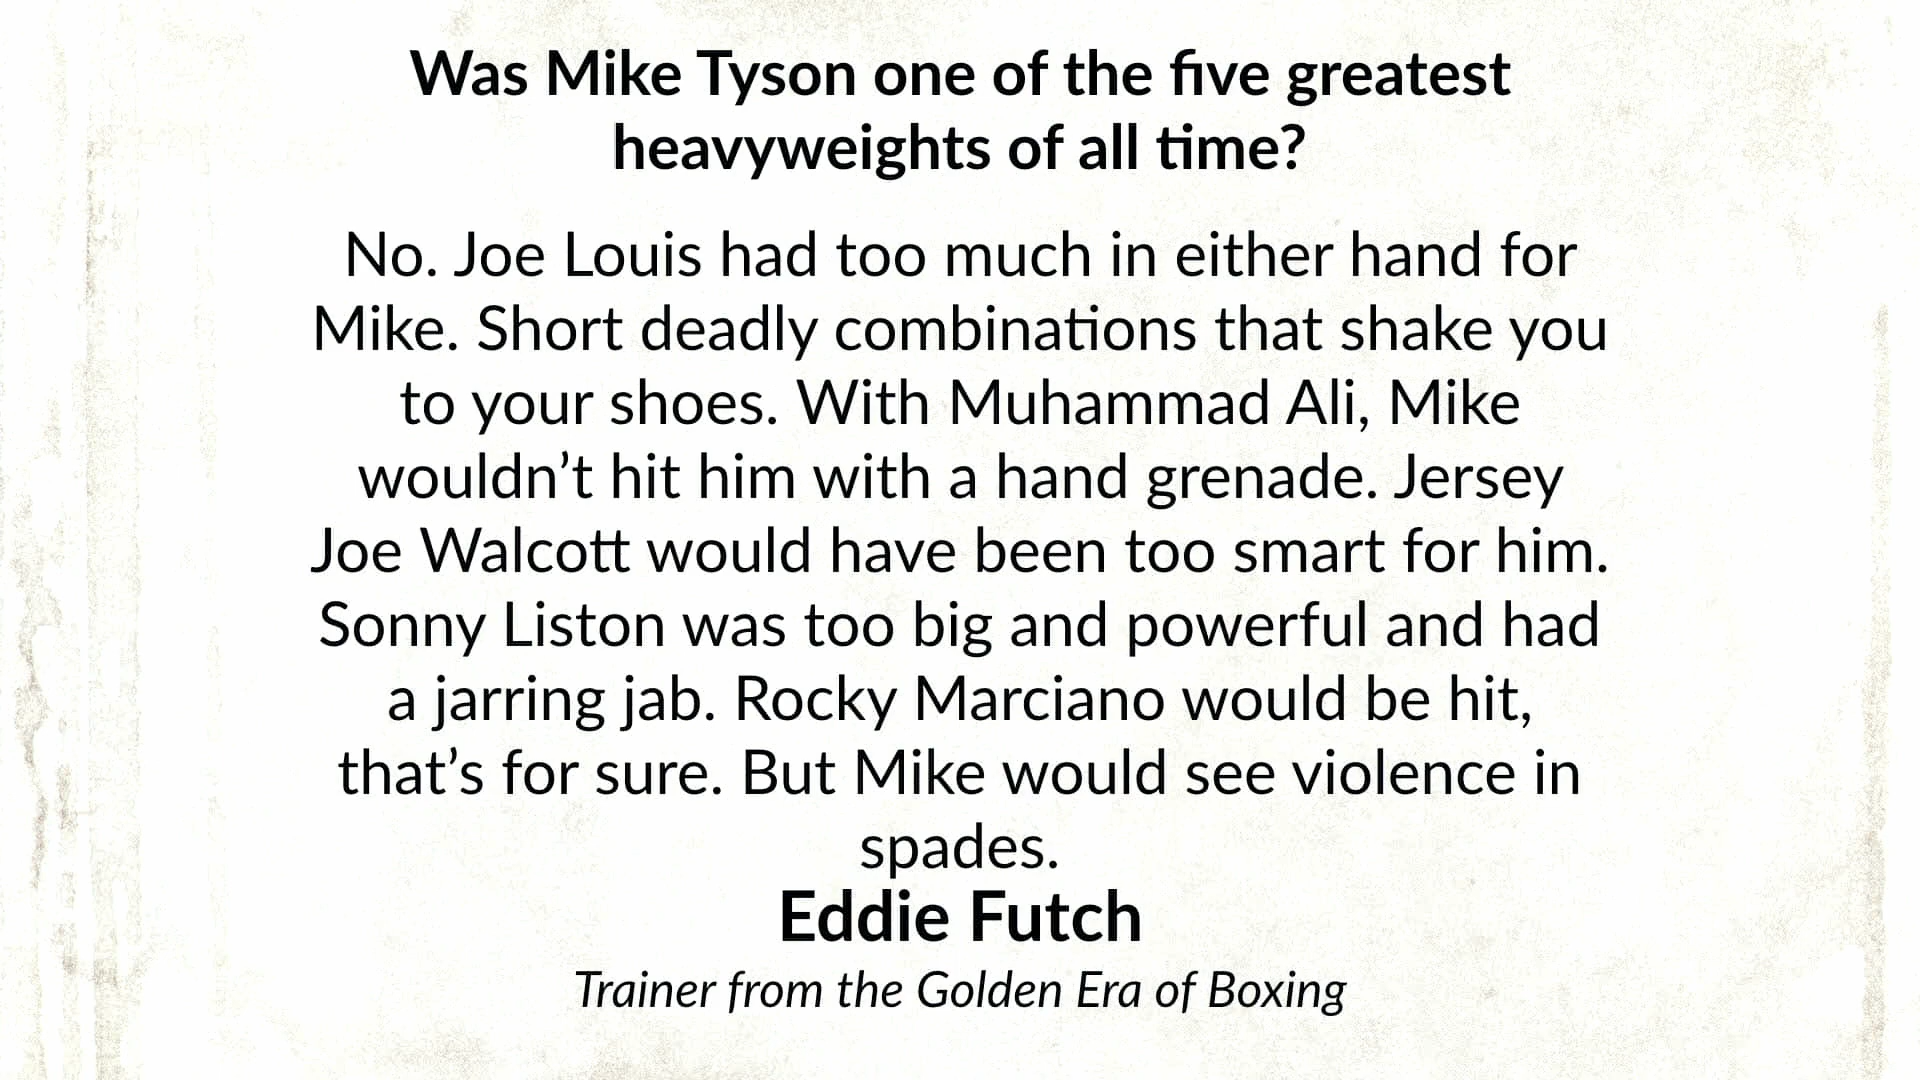 Was Mike Tyson one of the five greatest
heavyweights of all time?
No. Joe Louis had too much in either hand for
Mike. Short deadly combinations that shake you
to your shoes. With Muhammad Ali, Mike
wouldn’t hit him with a hand grenade. Jersey
Joe Walcott would have been too smart for him.
Sonny Liston was too big and powerful and had
a jarring jab. Rocky Marciano would be hit,
that’s for sure. But Mike would see violence in
spades.
Eddie Futch
Trainer from the Golden Era of Boxing